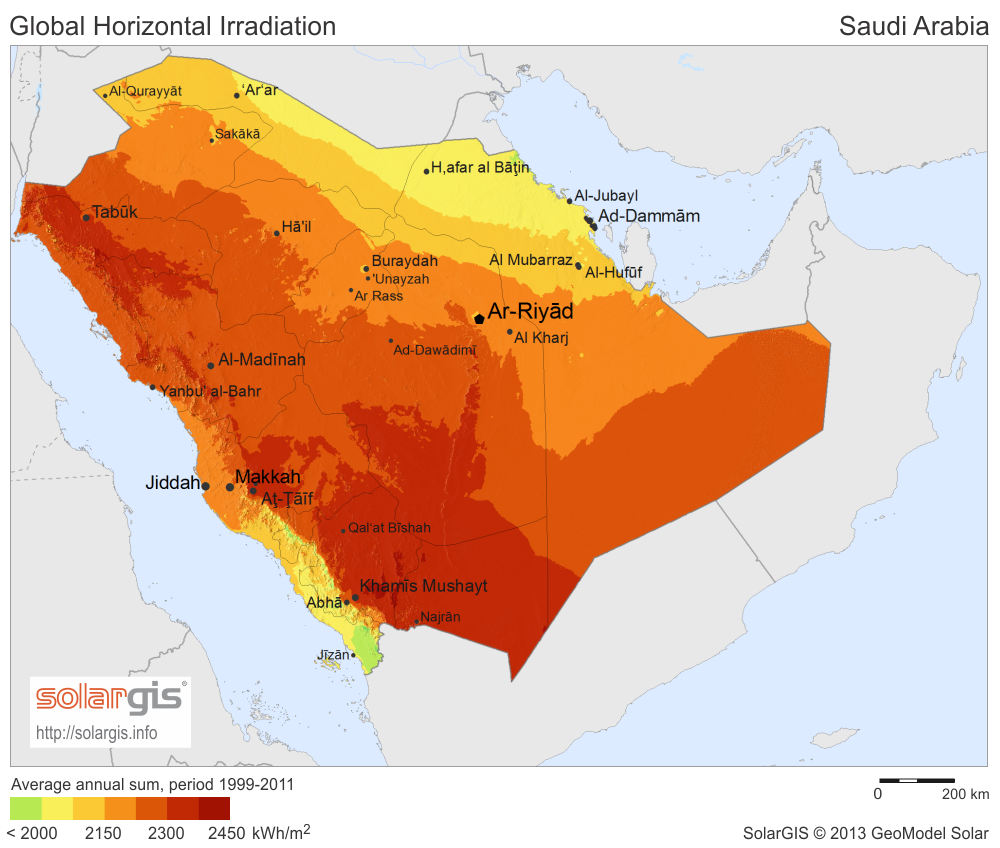 Global Horizontal Irradiation
Saudi Arabia
Al-Qurayyāt
‘Ar‘ar
Sakākā
H,afar al Bāţin
Al-Jubayl
Ad-Dammām
Tabūk
Hā'il
Buraydah
'Unayzah
Ar Rass
Al Mubarraz
Al-Hufūf
Ar-Riyād
Al Kharj
Ad-Dawādimī
Al-Madīnah
Yanbu' al-Bahr
Jiddah
Makkah
Aţ-Ţāīf
Qal'at Bīshah
Khamīs Mushayt
Abhā
Najrān
Jīzān
solargis®
http://solargis.info
Average annual sum, period 1999-2011
< 2000 2150 2300 2450 kWh/m²
0 200 km
SolarGIS © 2013 GeoModel Solar